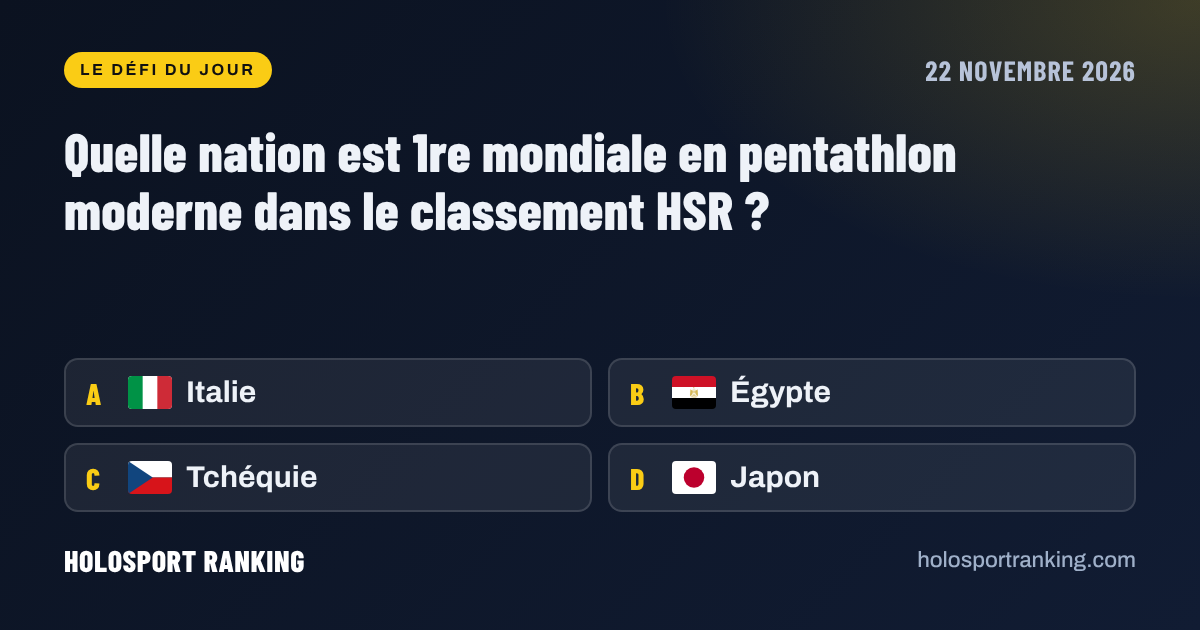 LE DÉFI DU JOUR
22 NOVEMBRE 2026
Quelle nation est 1re mondiale en pentathlon
moderne dans le classement HSR ?
A Italie
B Égypte
C Tchéquie
D Japon
HOLOSPORT RANKING
holosportranking.com